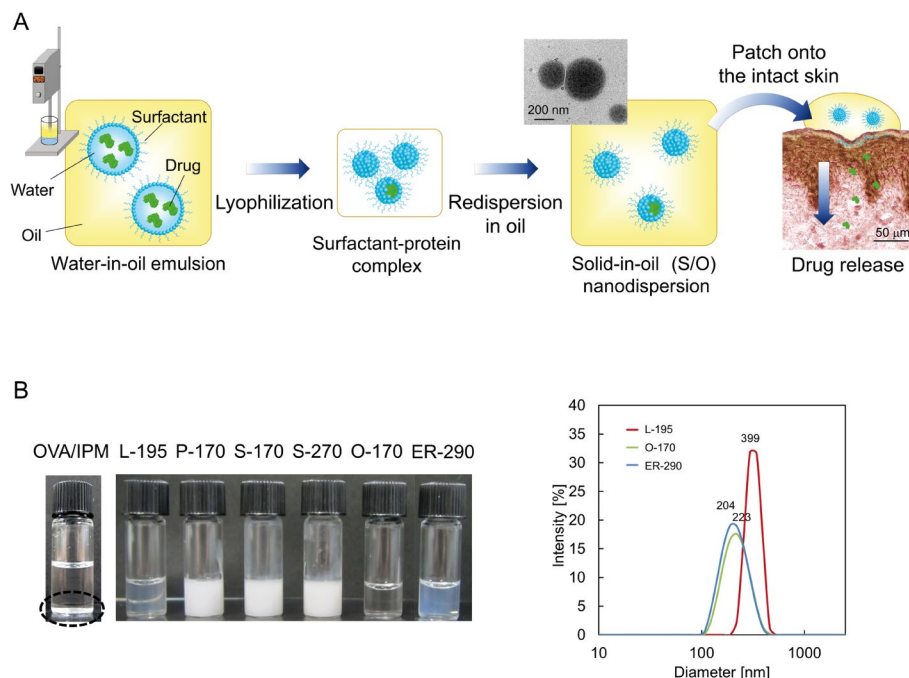 A
Surfactant
Drug
Water
Oil
Water-in-oil emulsion
Lyophilization
Surfactant-protein
complex
Redispersion
in oil
200 nm
Solid-in-oil (S/O)
nanodispersion
Patch onto
the intact skin
50 μm
Drug release
B
OVA/IPM L-195 P-170 S-170 S-270 O-170 ER-290
Intensity [%]
40
35
30
25
20
15
10
5
0
L-195
O-170
ER-290
399
204
223
10 100 1000
Diameter [nm]